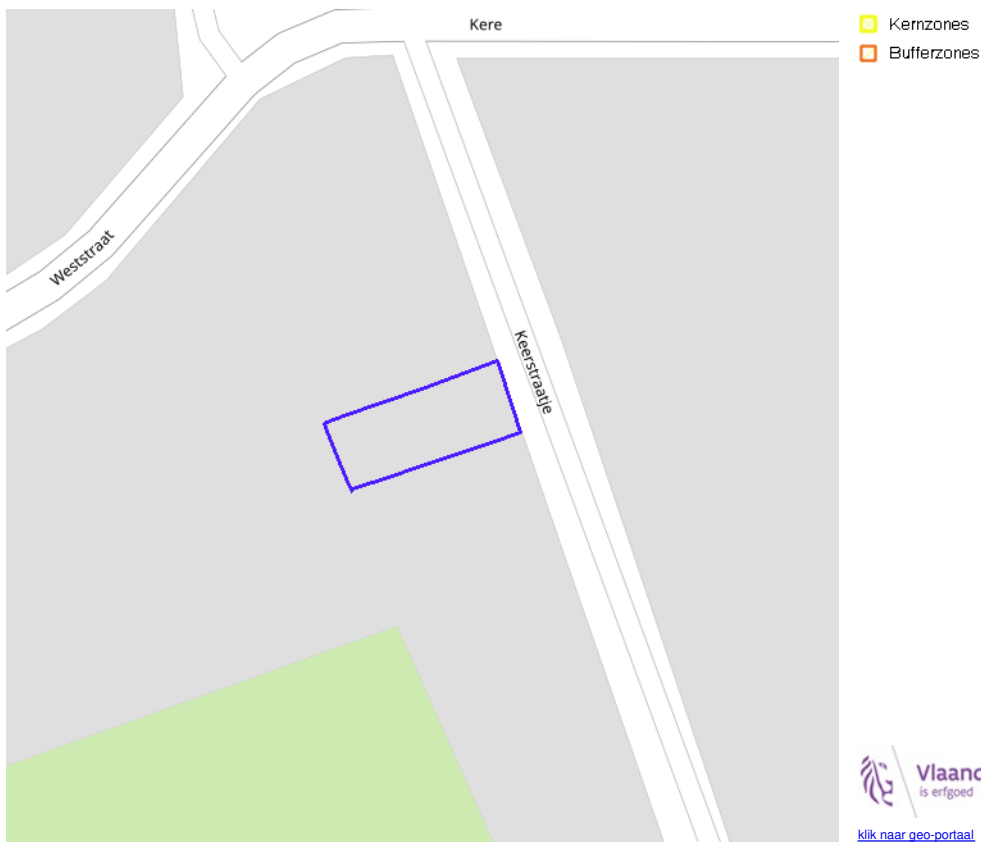 Kere
Weststraat
Keerstraatje
Kernzones
Bufferzones
Vlaand
is erfgoed
klik naar geo-portaal